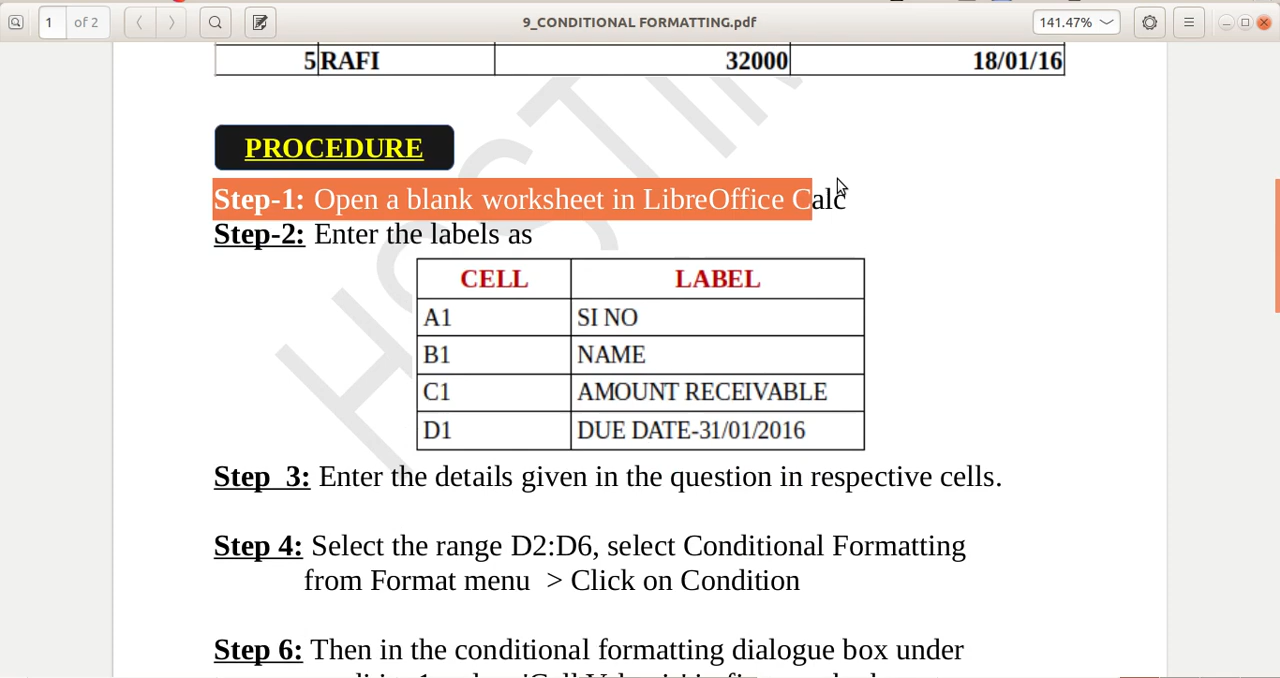 1 of 2 9_CONDITIONAL FORMATTING.pdf 141.47%
5 RAFI 32000 18/01/16
PROCEDURE
Step-1: Open a blank worksheet in LibreOffice Calc
Step-2: Enter the labels as
CELL LABEL
A1 SI NO
B1 NAME
C1 AMOUNT RECEIVABLE
D1 DUE DATE-31/01/2016
Step 3: Enter the details given in the question in respective cells.
Step 4: Select the range D2:D6, select Conditional Formatting
from Format menu > Click on Condition
Step 6: Then in the conditional formatting dialogue box under